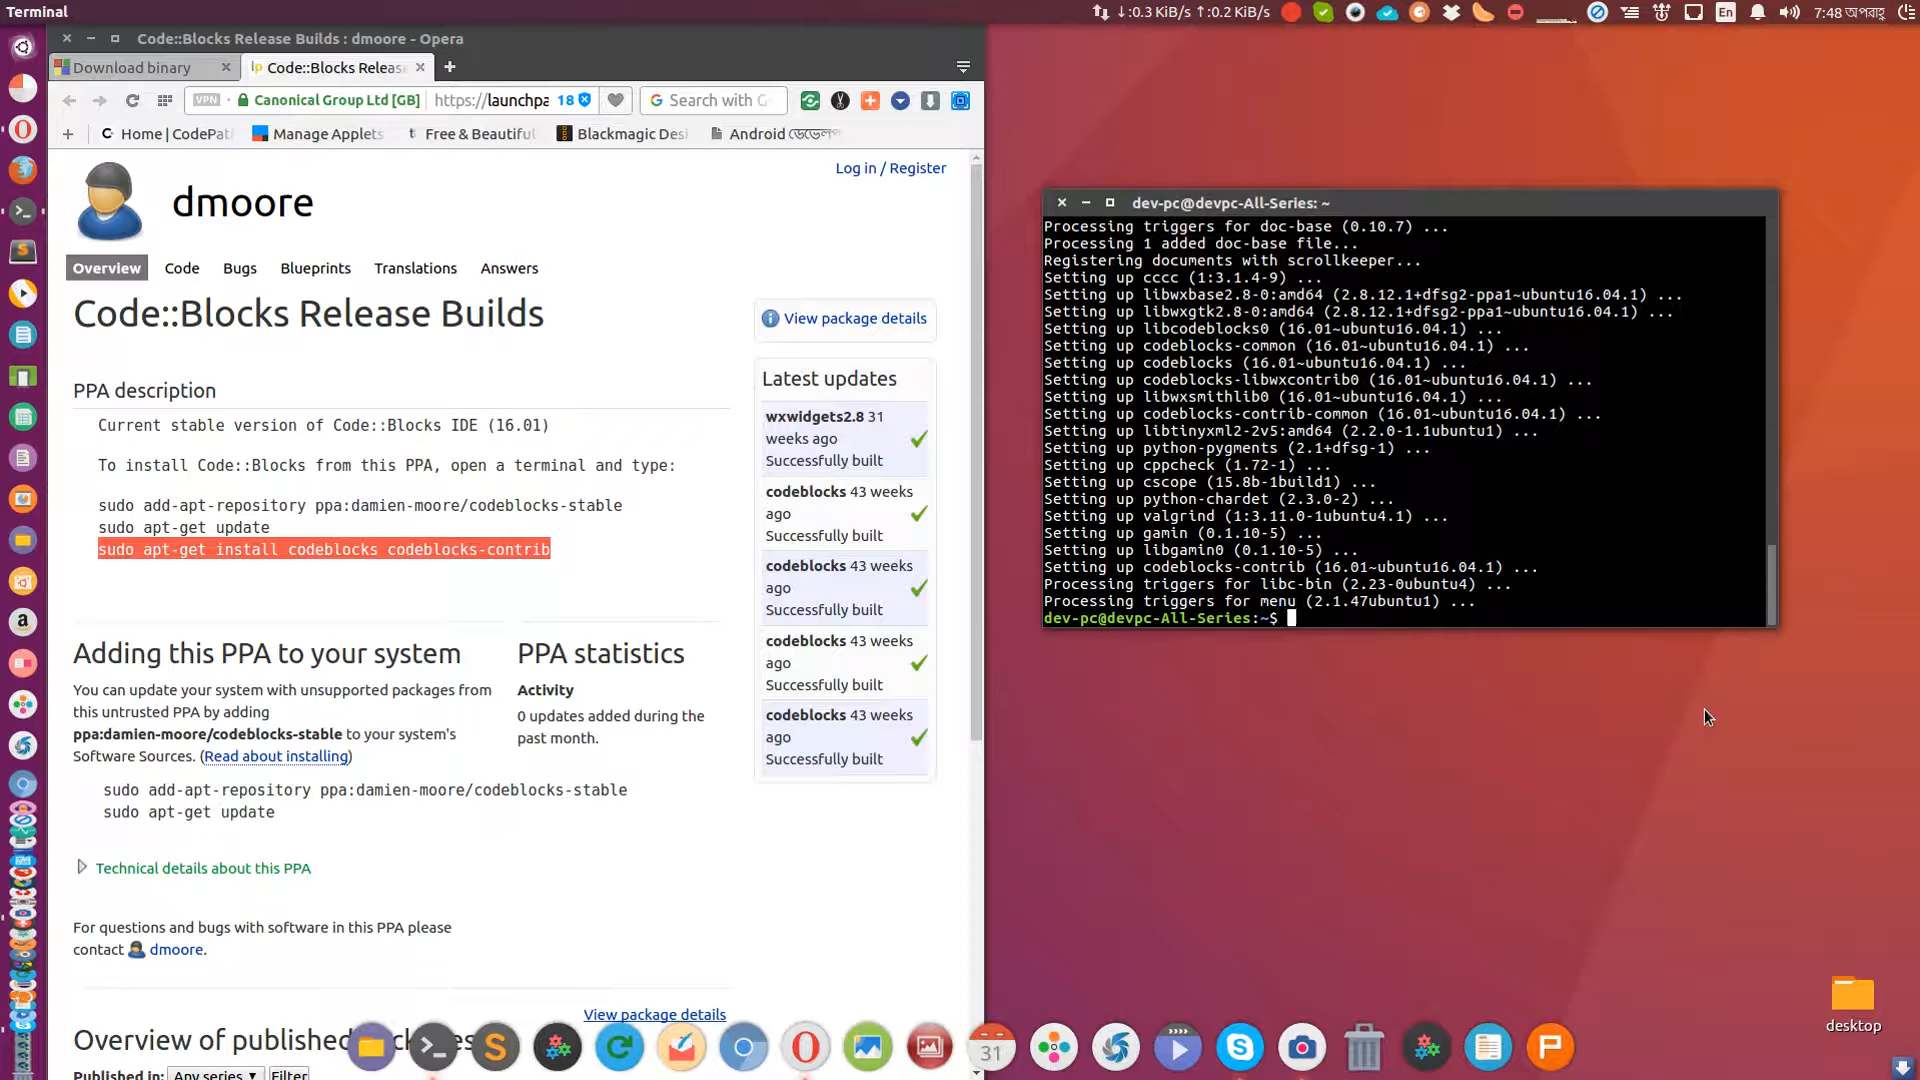 Terminal
↓:0.3 KiB/s ↑:0.2 KiB/s
En
7:48 অপরাহ্ন
Code::Blocks Release Builds : dmoore - Opera
Download binary
Code::Blocks Releas
VPN
Canonical Group Ltd [GB]
https://launchpa
18
Search with G
Home | CodePat
Manage Applets
Free & Beautiful
Blackmagic Desi
Android ডেভেলপ
Log in / Register
dmoore
Overview
Code
Bugs
Blueprints
Translations
Answers
Code::Blocks Release Builds
View package details
PPA description
Current stable version of Code::Blocks IDE (16.01)
To install Code::Blocks from this PPA, open a terminal and type:
sudo add-apt-repository ppa:damien-moore/codeblocks-stable
sudo apt-get update
sudo apt-get install codeblocks codeblocks-contrib
Latest updates
wxwidgets2.8 31
weeks ago
Successfully built
codeblocks 43 weeks
ago
Successfully built
codeblocks 43 weeks
ago
Successfully built
codeblocks 43 weeks
ago
Successfully built
codeblocks 43 weeks
ago
Successfully built
Adding this PPA to your system
You can update your system with unsupported packages from
this untrusted PPA by adding
ppa:damien-moore/codeblocks-stable to your system's
Software Sources. (Read about installing)
sudo add-apt-repository ppa:damien-moore/codeblocks-stable
sudo apt-get update
PPA statistics
Activity
0 updates added during the
past month.
Technical details about this PPA
For questions and bugs with software in this PPA please
contact dmoore.
View package details
Overview of published
es
Published in: Any series Filter
dev-pc@devpc-All-Series: ~
Processing triggers for doc-base (0.10.7) ...
Processing 1 added doc-base file...
Registering documents with scrollkeeper...
Setting up cccc (1:3.1.4-9) ...
Setting up libwxbase2.8-0:amd64 (2.8.12.1+dfsg2-ppa1~ubuntu16.04.1) ...
Setting up libwxgtk2.8-0:amd64 (2.8.12.1+dfsg2-ppa1~ubuntu16.04.1) ...
Setting up libcodeblocks0 (16.01~ubuntu16.04.1) ...
Setting up codeblocks-common (16.01~ubuntu16.04.1) ...
Setting up codeblocks (16.01~ubuntu16.04.1) ...
Setting up codeblocks-libwxcontrib0 (16.01~ubuntu16.04.1) ...
Setting up libwxsmithlib0 (16.01~ubuntu16.04.1) ...
Setting up codeblocks-contrib-common (16.01~ubuntu16.04.1) ...
Setting up libtinyxml2-2v5:amd64 (2.2.0-1.1ubuntu1) ...
Setting up python-pygments (2.1+dfsg-1) ...
Setting up cppcheck (1.72-1) ...
Setting up cscope (15.8b-1build1) ...
Setting up python-chardet (2.3.0-2) ...
Setting up valgrind (1:3.11.0-1ubuntu4.1) ...
Setting up gamin (0.1.10-5) ...
Setting up libgamin0 (0.1.10-5) ...
Setting up codeblocks-contrib (16.01~ubuntu16.04.1) ...
Processing triggers for libc-bin (2.23-0ubuntu4) ...
Processing triggers for menu (2.1.47ubuntu1) ...
dev-pc@devpc-All-Series:~$
desktop
31